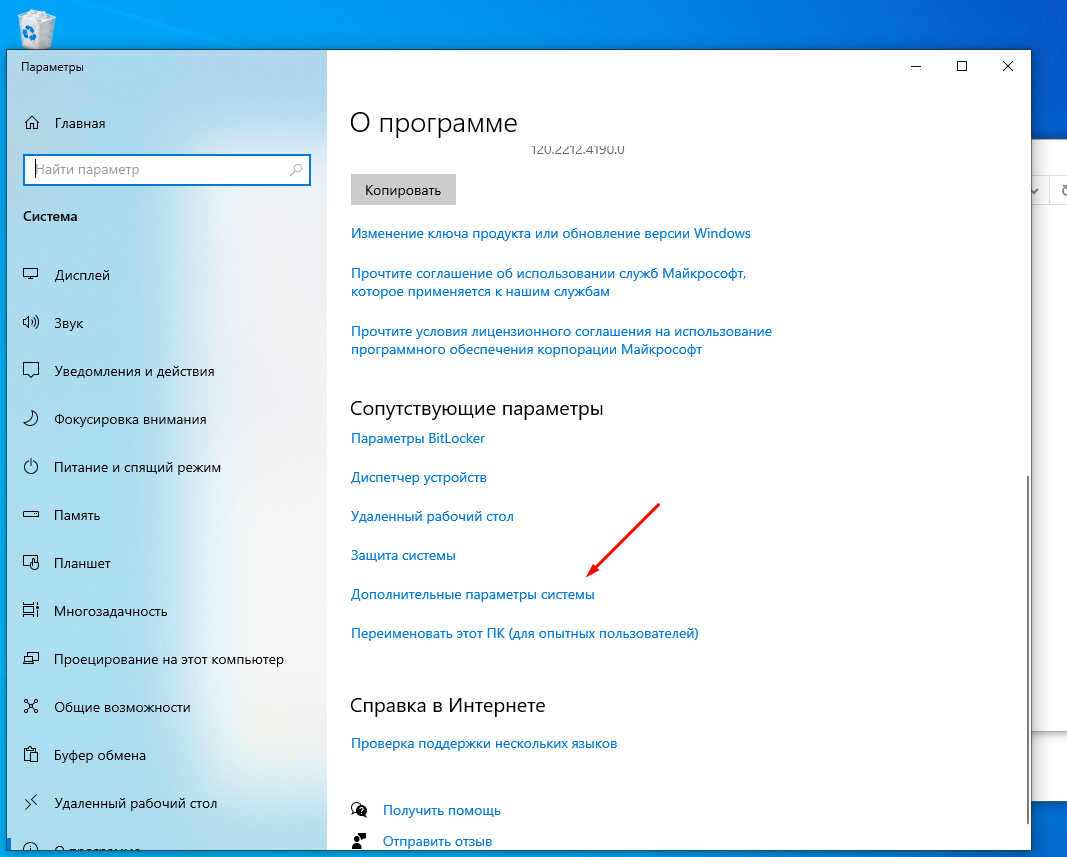 Параметры
Главная
Найти параметр
Система
Дисплей
Звук
Уведомления и действия
Фокусировка внимания
Питание и спящий режим
Память
Планшет
Многозадачность
Проецирование на этот компьютер
Общие возможности
Буфер обмена
Удаленный рабочий стол
О программе
О программе
120.2212.4190.0
Копировать
Изменение ключа продукта или обновление версии Windows
Прочтите соглашение об использовании служб Майкрософт,
которое применяется к нашим службам
Прочтите условия лицензионного соглашения на использование
программного обеспечения корпорации Майкрософт
Сопутствующие параметры
Параметры BitLocker
Диспетчер устройств
Удаленный рабочий стол
Защита системы
Дополнительные параметры системы
Переименовать этот ПК (для опытных пользователей)
Справка в Интернете
Проверка поддержки нескольких языков
Получить помощь
Отправить отзыв